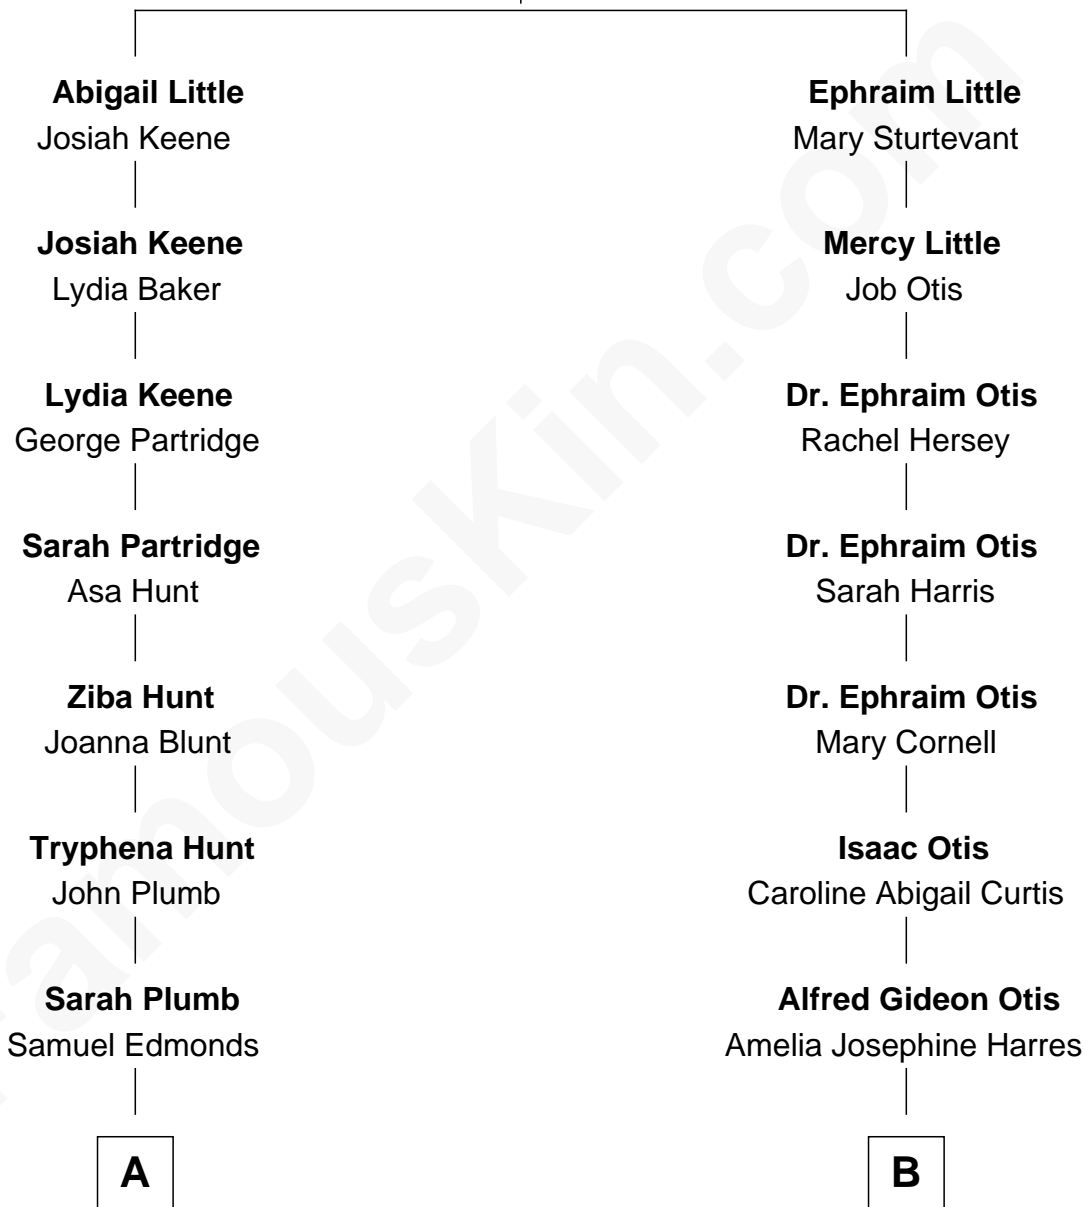 Abigail Little
Josiah Keene
Josiah Keene
Lydia Baker
Lydia Keene
George Partridge
Sarah Partridge
Asa Hunt
Ziba Hunt
Joanna Blunt
Tryphena Hunt
John Plumb
Sarah Plumb
Samuel Edmonds
A
Ephraim Little
Mary Sturtevant
Mercy Little
Job Otis
Dr. Ephraim Otis
Rachel Hersey
Dr. Ephraim Otis
Sarah Harris
Dr. Ephraim Otis
Mary Cornell
Isaac Otis
Caroline Abigail Curtis
Alfred Gideon Otis
Amelia Josephine Harres
B
FamousKin.com